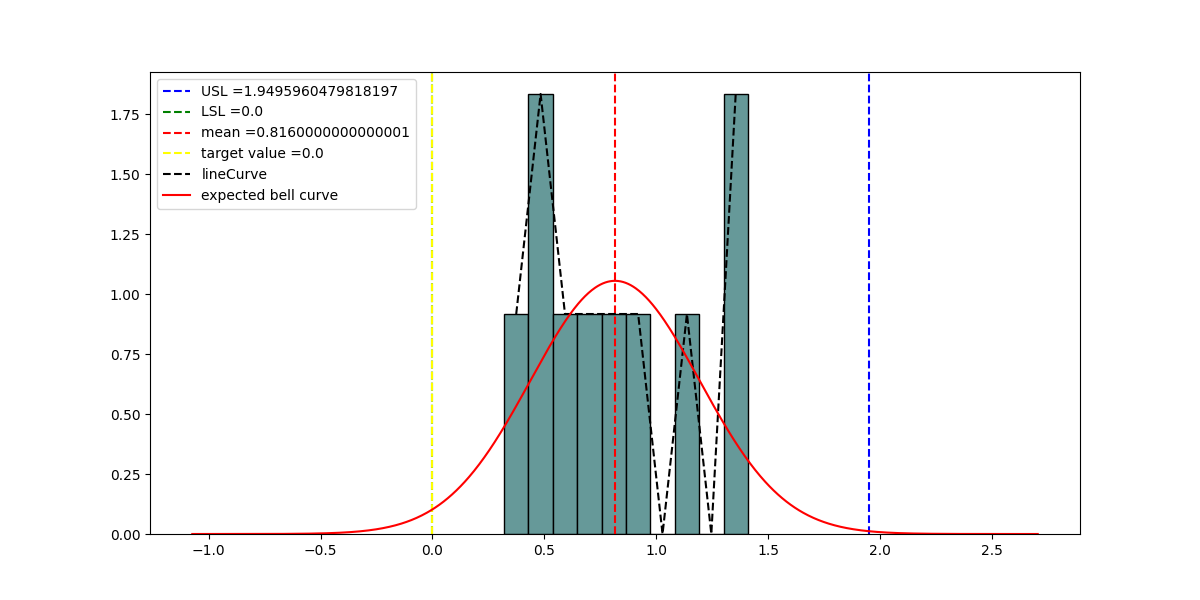 USL =1.9495960479818197
LSL =0.0
mean =0.8160000000000001
target value =0.0
lineCurve
expected bell curve
1.75
1.50
1.25
1.00
0.75
0.50
0.25
0.00
−1.0 −0.5 0.0 0.5 1.0 1.5 2.0 2.5